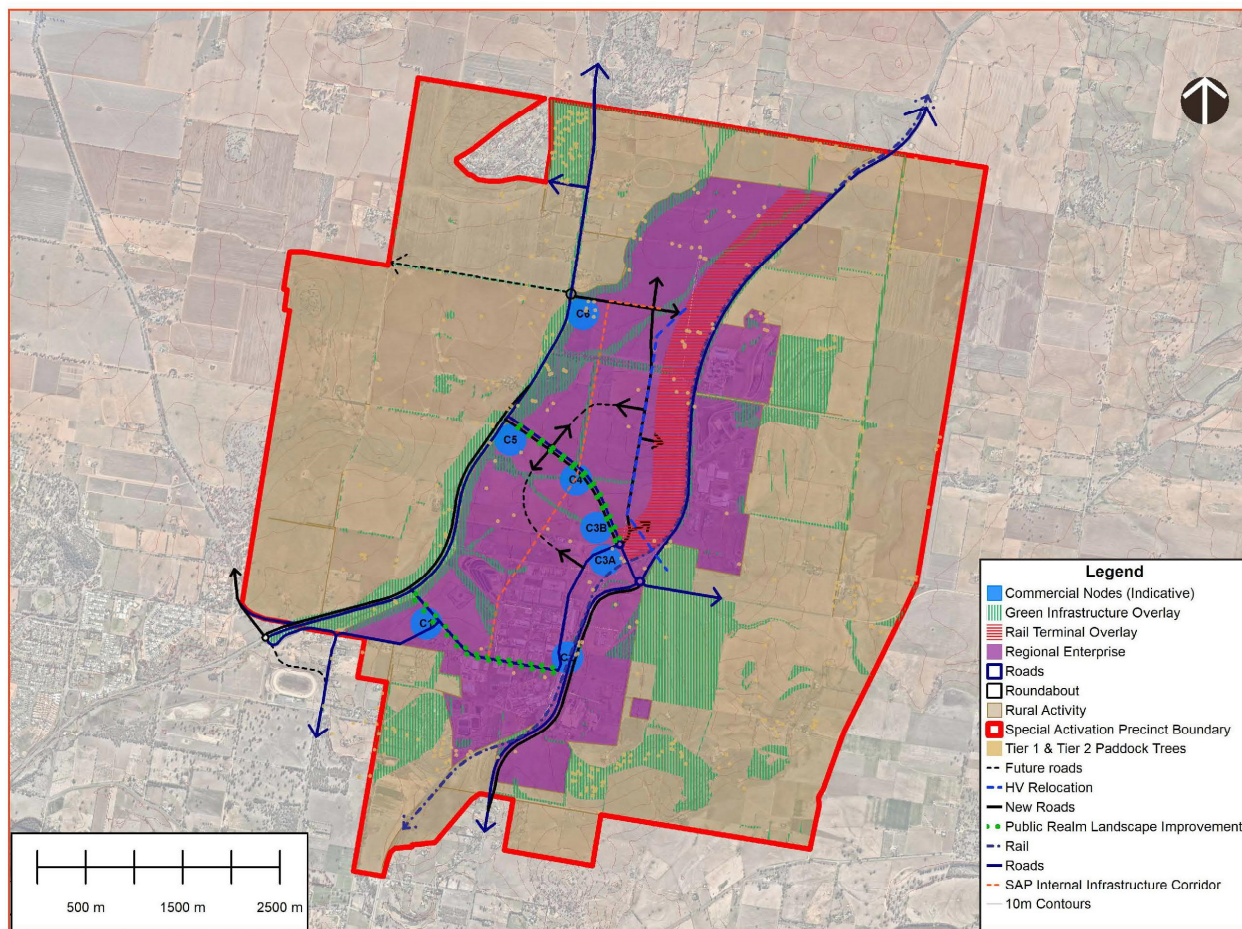 C6
C5
C4
C3B
C3A
C1
Legend
Commercial Nodes (Indicative)
Green Infrastructure Overlay
Rail Terminal Overlay
Regional Enterprise
Roads
Roundabout
Rural Activity
Special Activation Precinct Boundary
Tier 1 & Tier 2 Paddock Trees
Future roads
HV Relocation
New Roads
Public Realm Landscape Improvement
Rail
Roads
SAP Internal Infrastructure Corridor
10m Contours
500 m 1500 m 2500 m